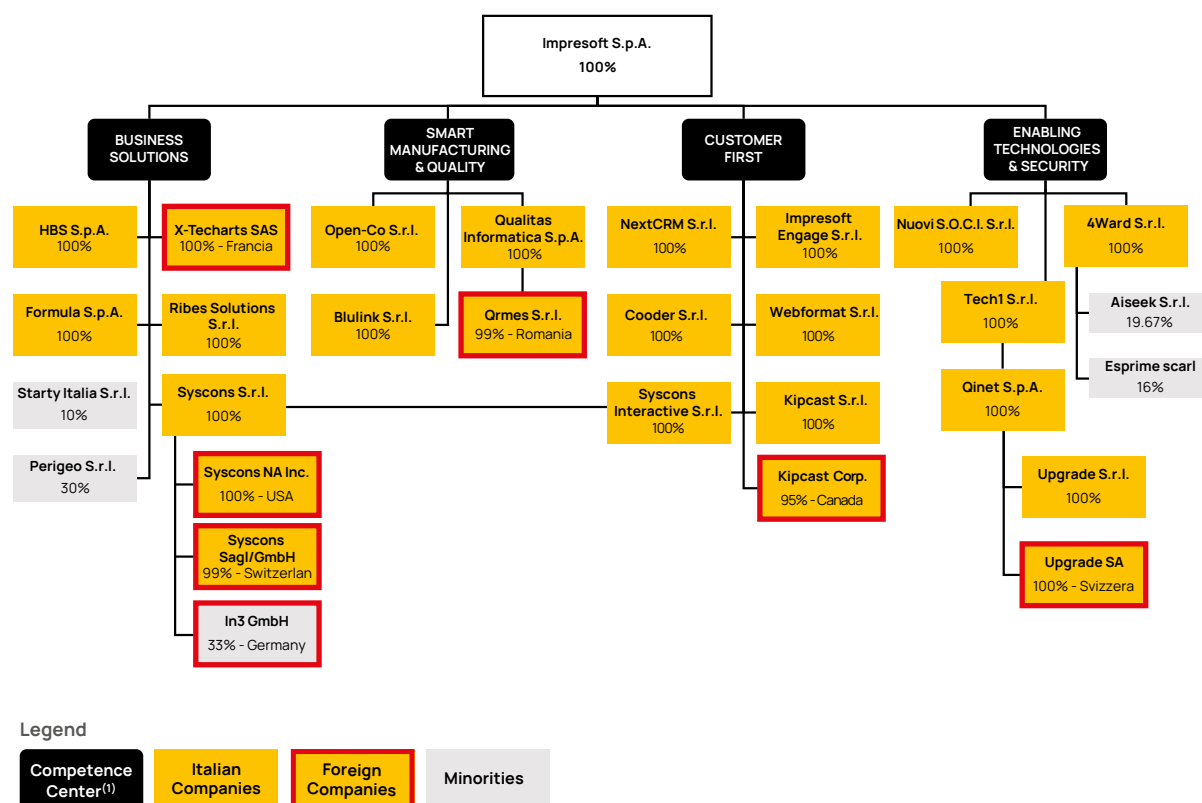 Impresoft S.p.A.
100%
BUSINESS
SOLUTIONS
SMART
MANUFACTURING
& QUALITY
CUSTOMER
FIRST
ENABLING
TECHNOLOGIES
& SECURITY
HBS S.p.A.
100%
X-Techarts SAS
100% - Francia
Formula S.p.A.
100%
Ribes Solutions
S.r.l.
100%
Starty Italia S.r.l.
10%
Syscons S.r.l.
100%
Perigeo S.r.l.
30%
Syscons NA Inc.
100% - USA
Syscons
Sagl/GmbH
99% - Switzerlan
In3 GmbH
33% - Germany
Open-Co S.r.l.
100%
Qualitas
Informatica S.p.A.
100%
Blulink S.r.l.
100%
Qrmes S.r.l.
99% - Romania
NextCRM S.r.l.
100%
Impresoft
Engage S.r.l.
100%
Cooder S.r.l.
100%
Webformat S.r.l.
100%
Syscons
Interactive S.r.l.
100%
Kipcast S.r.l.
100%
Kipcast Corp.
95% - Canada
Nuovi S.O.C.I. S.r.l.
100%
4Ward S.r.l.
100%
Tech1 S.r.l.
100%
Aiseek S.r.l.
19.67%
Esprime scarl
16%
Qinet S.p.A.
100%
Upgrade S.r.l.
100%
Upgrade SA
100% - Svizzera
Legend
Competence
Center(1)
Italian
Companies
Foreign
Companies
Minorities